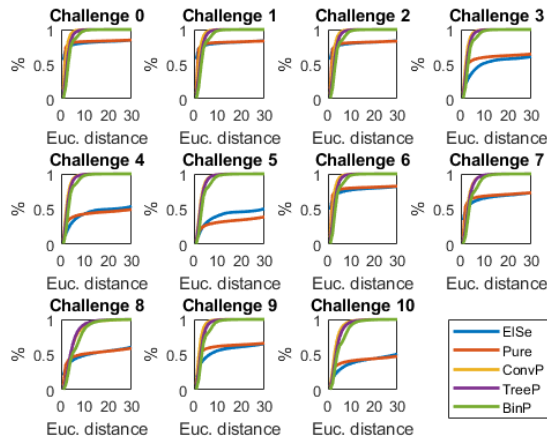 Challenge 0 Challenge 1 Challenge 2 Challenge 3
1 1 1 1
% 0.5 % 0.5 % 0.5 % 0.5
0 0 0 0
0 10 20 30 0 10 20 30 0 10 20 30 0 10 20 30
Euc. distance Euc. distance Euc. distance Euc. distance
Challenge 4 Challenge 5 Challenge 6 Challenge 7
1 1 1 1
% 0.5 % 0.5 % 0.5 % 0.5
0 0 0 0
0 10 20 30 0 10 20 30 0 10 20 30 0 10 20 30
Euc. distance Euc. distance Euc. distance Euc. distance
Challenge 8 Challenge 9 Challenge 10
1 1 1
% 0.5 % 0.5 % 0.5
0 0 0
0 10 20 30 0 10 20 30 0 10 20 30
Euc. distance Euc. distance Euc. distance
ElSe
Pure
ConvP
TreeP
BinP